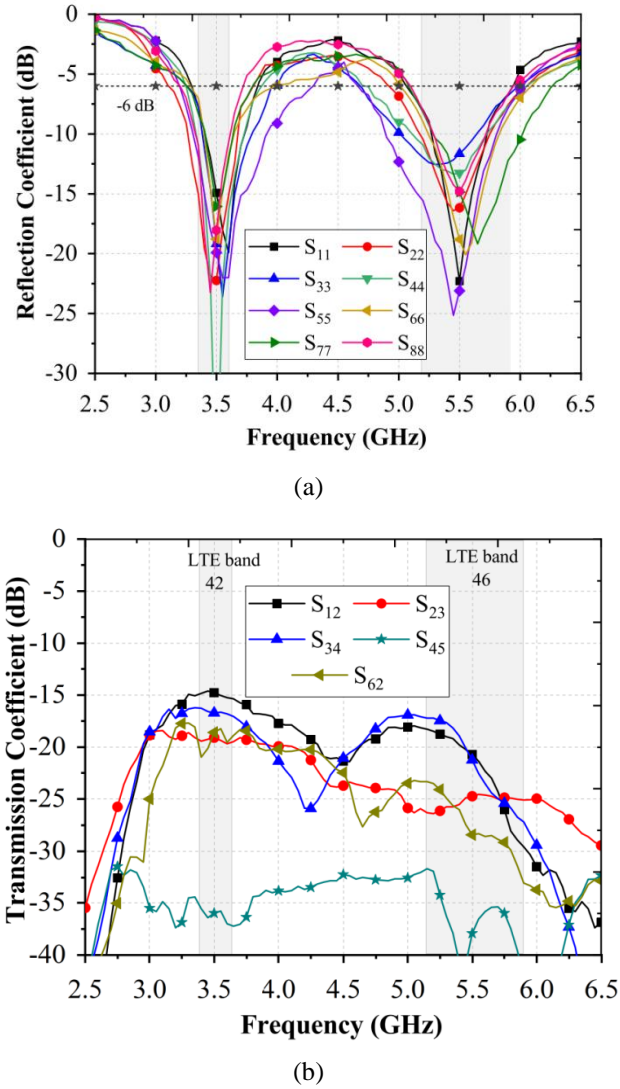 0
-5
-10
-15
-20
-25
-30
Reflection Coefficient (dB)
-6 dB
S11 S22
S33 S44
S55 S66
S77 S88
2.5 3.0 3.5 4.0 4.5 5.0 5.5 6.0 6.5
Frequency (GHz)
(a)
0
-5
-10
-15
-20
-25
-30
-35
-40
Transmission Coefficient (dB)
LTE band
42
LTE band
46
S12 S23
S34 S45
S62
2.5 3.0 3.5 4.0 4.5 5.0 5.5 6.0 6.5
Frequency (GHz)
(b)